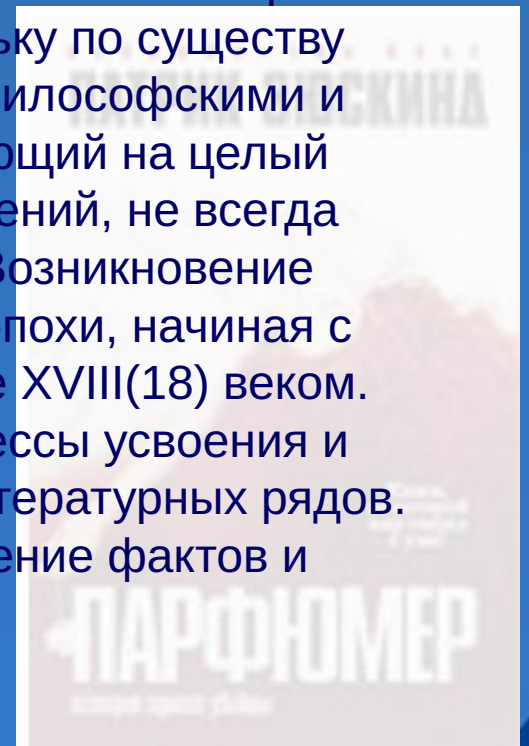 ьку по существу
илософскими и
ющий на целый
ений, не всегда
Возникновение
эпохи, начиная с
е XVIII(18) веком.
ессы усвоения и
тературных рядов.
ение фактов и
ПАРФЮМЕР